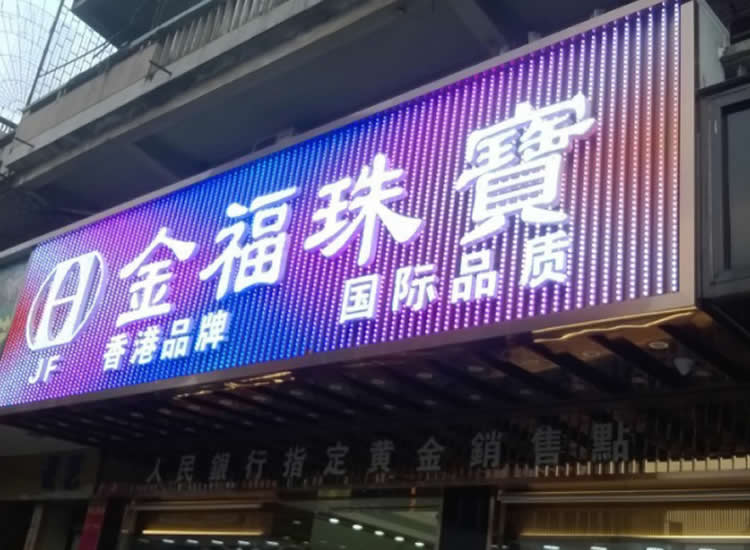 金福珠寶
JF
香港品牌 国际品质
人民銀行指定黃金銷售點